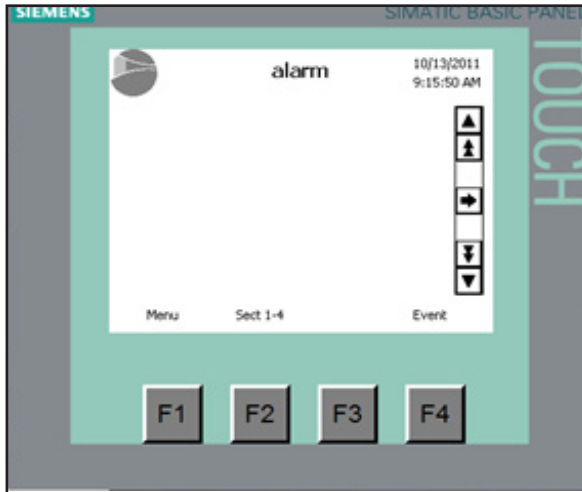 SIEMENS
SIMATIC BASIC PANEL
TOUCH
alarm
10/13/2011
9:15:50 AM
Menu Sect 1-4 Event
F1 F2 F3 F4